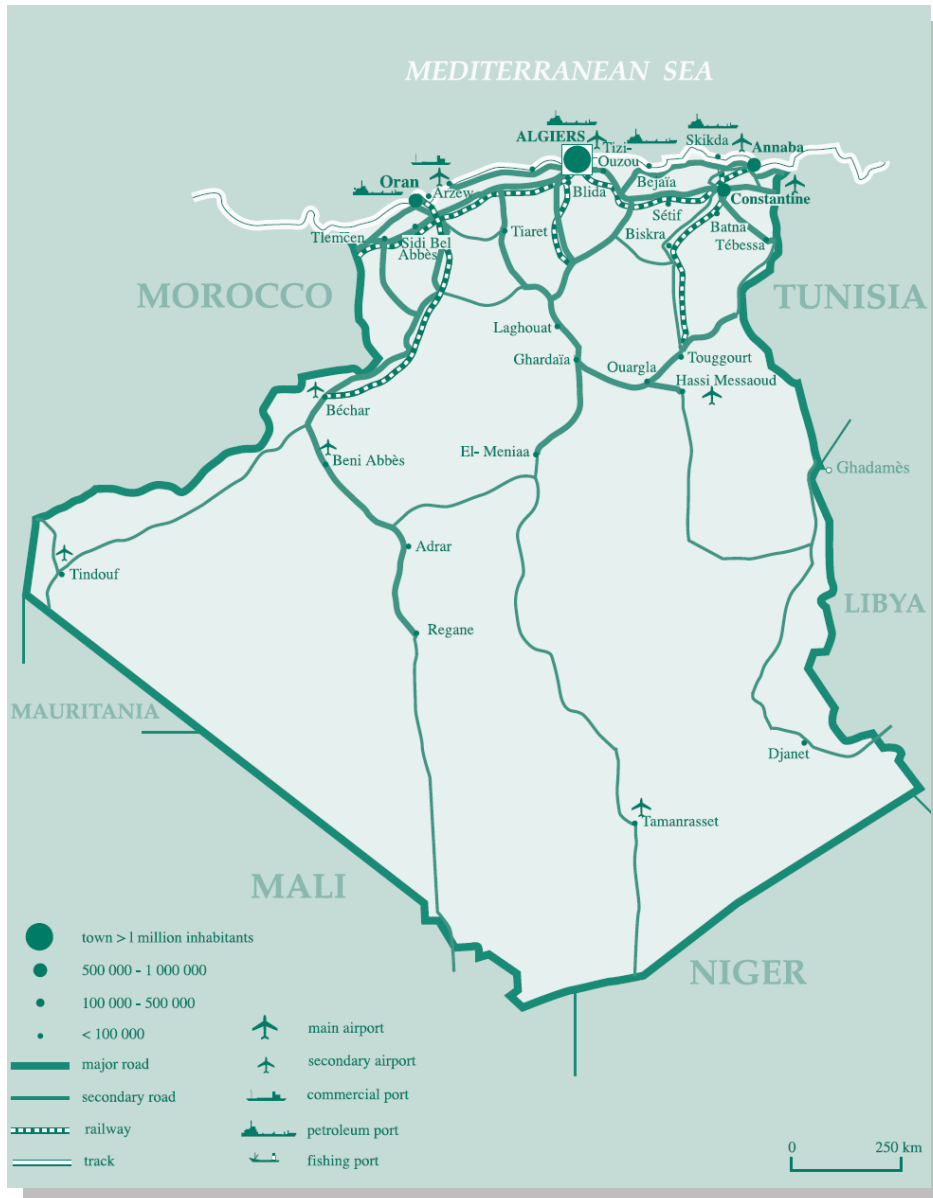 MEDITERRANEAN SEA
ALGIERS
Tizi-
Ouzou
Skikda
Annaba
Oran
Arzew
Blida
Bejaïa
Constantine
Sétif
Tlemcen
Sidi Bel
Abbès
Tiaret
Biskra
Batna
Tébessa
MOROCCO
TUNISIA
Laghouat
Ghardaïa
Ouargla
Touggourt
Hassi Messaoud
Béchar
Beni Abbès
El- Meniaa
Ghadamès
Adrar
Tindouf
LIBYA
Regane
MAURITANIA
Djanet
Tamanrasset
MALI
NIGER
town > 1 million inhabitants
500 000 - 1 000 000
100 000 - 500 000
< 100 000
major road
secondary road
railway
track
main airport
secondary airport
commercial port
petroleum port
fishing port
0 250 km